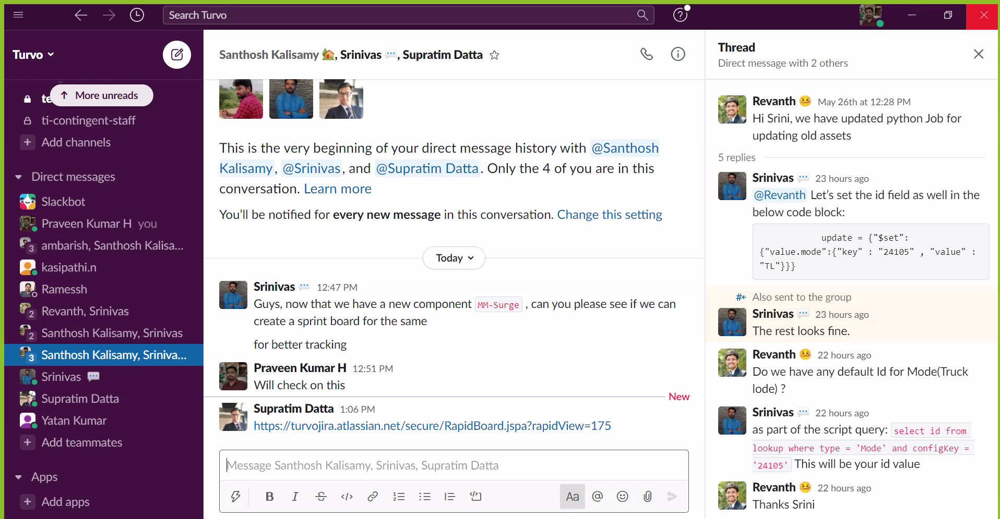 Search Turvo
Turvo
te
More unreads
ti-contingent-staff
Add channels
Direct messages
Slackbot
Praveen Kumar H you
3 ambarish, Santhosh Kalisa...
kasipathi.n
Ramessh
2 Revanth, Srinivas
2 Santhosh Kalisamy, Srinivas
3 Santhosh Kalisamy, Sriniva...
Srinivas
Supratim Datta
Yatan Kumar
Add teammates
Apps
Add apps
Santhosh Kalisamy, Srinivas, Supratim Datta
This is the very beginning of your direct message history with @Santhosh
Kalisamy, @Srinivas, and @Supratim Datta. Only the 4 of you are in this
conversation. Learn more
You'll be notified for every new message in this conversation. Change this setting
Today
Srinivas 12:47 PM
Guys, now that we have a new component MM-Surge , can you please see if we can
create a sprint board for the same
for better tracking
Praveen Kumar H 12:51 PM
Will check on this
New
Supratim Datta 1:06 PM
https://turvojira.atlassian.net/secure/RapidBoard.jspa?rapidView=175
Message Santhosh Kalisamy, Srinivas, Supratim Datta
B I S Aa @
Thread
Direct message with 2 others
Revanth May 26th at 12:28 PM
Hi Srini, we have updated python Job for
updating old assets
5 replies
Srinivas 23 hours ago
@Revanth Let's set the id field as well in the
below code block:
update = {"$set":
{"value.mode":{"key" : "24105" , "value" :
"TL"}}}
Also sent to the group
Srinivas 23 hours ago
The rest looks fine.
Revanth 22 hours ago
Do we have any default Id for Mode(Truck
lode) ?
Srinivas 22 hours ago
as part of the script query: select id from
lookup where type = 'Mode' and configKey =
'24105' This will be your id value
Revanth 22 hours ago
Thanks Srini